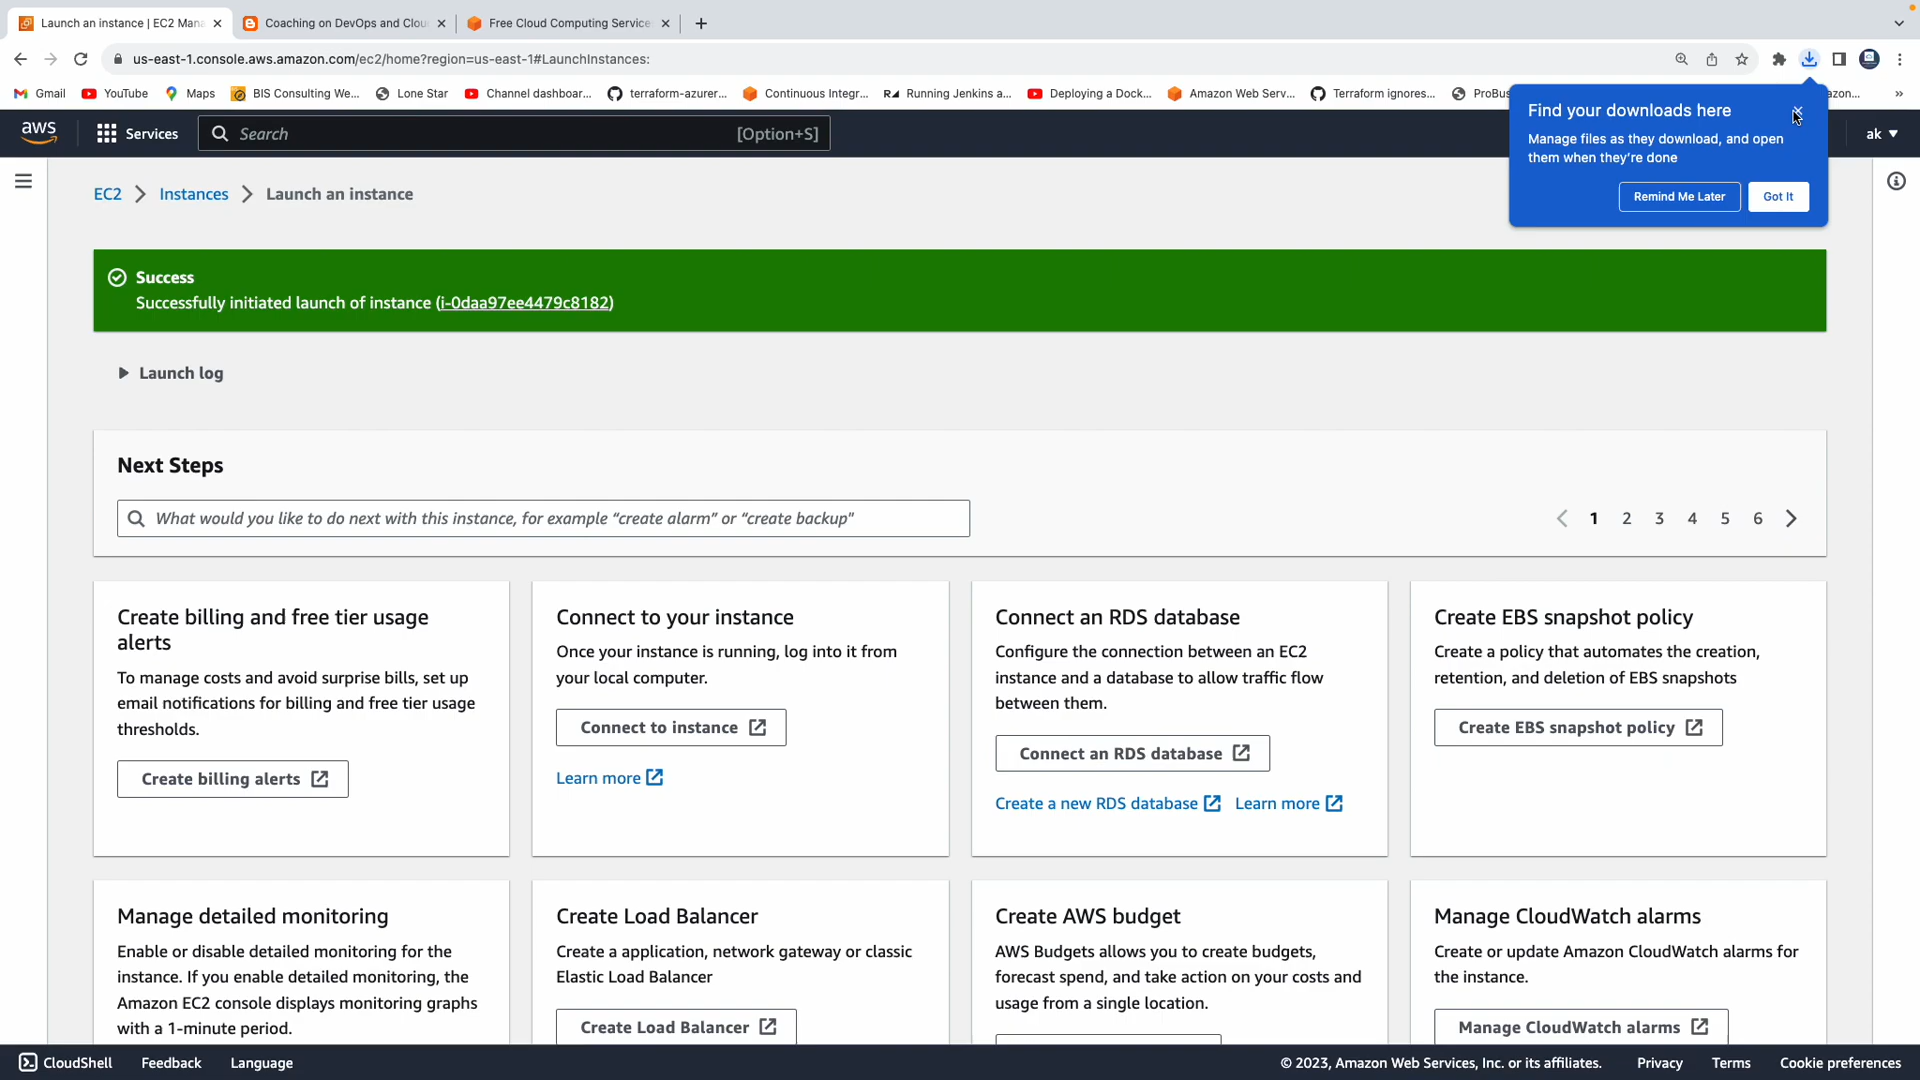 Launch an instance | EC2 Man
Coaching on DevOps and Clou
Free Cloud Computing Service
us-east-1.console.aws.amazon.com/ec2/home?region=us-east-1#LaunchInstances:
Gmail
YouTube
Maps
BIS Consulting We...
Lone Star
Channel dashboar...
terraform-azurer...
Continuous Integr...
Running Jenkins a...
Deploying a Dock...
Amazon Web Serv...
Terraform ignores...
ProBus
azon...
»
Find your downloads here
Manage files as they download, and open
them when they're done
Remind Me Later
Got It
aws
Services
Search
[Option+S]
ak
EC2
Instances
Launch an instance
Success
Successfully initiated launch of instance (i-0daa97ee4479c8182)
Launch log
Next Steps
What would you like to do next with this instance, for example “create alarm” or “create backup”
1 2 3 4 5 6
Create billing and free tier usage
alerts
To manage costs and avoid surprise bills, set up
email notifications for billing and free tier usage
thresholds.
Create billing alerts
Connect to your instance
Once your instance is running, log into it from
your local computer.
Connect to instance
Learn more
Connect an RDS database
Configure the connection between an EC2
instance and a database to allow traffic flow
between them.
Connect an RDS database
Create a new RDS database Learn more
Create EBS snapshot policy
Create a policy that automates the creation,
retention, and deletion of EBS snapshots
Create EBS snapshot policy
Manage detailed monitoring
Enable or disable detailed monitoring for the
instance. If you enable detailed monitoring, the
Amazon EC2 console displays monitoring graphs
with a 1-minute period.
Create Load Balancer
Create a application, network gateway or classic
Elastic Load Balancer
Create Load Balancer
Create AWS budget
AWS Budgets allows you to create budgets,
forecast spend, and take action on your costs and
usage from a single location.
Manage CloudWatch alarms
Create or update Amazon CloudWatch alarms for
the instance.
Manage CloudWatch alarms
CloudShell
Feedback
Language
© 2023, Amazon Web Services, Inc. or its affiliates.
Privacy
Terms
Cookie preferences